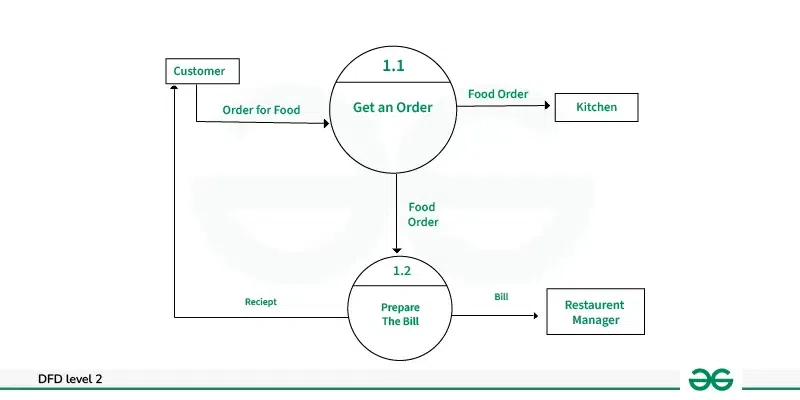 1.1
Customer
Get an Order
Order for Food
Food Order
Kitchen
Food
Order
1.2
Prepare
The Bill
Reciept
Bill
Restaurent
Manager
DFD level 2